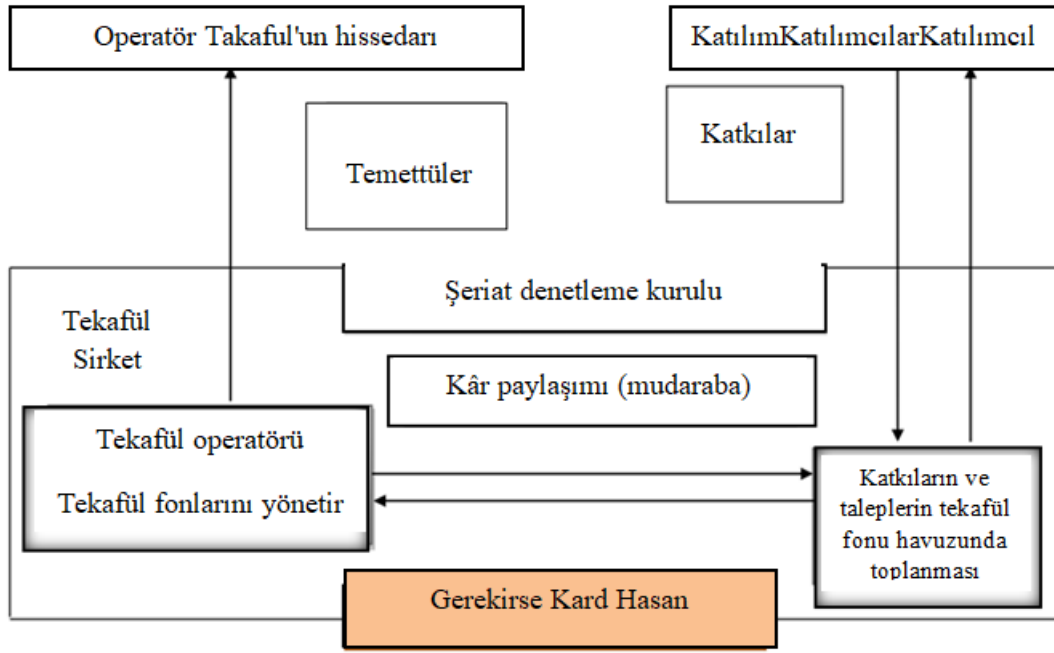 Operatör Takaful'un hissedarı
KatılımKatılımcılarKatılımcıl
Temettüler
Katkılar
Şeriat denetleme kurulu
Tekafül
Sirket
Kâr paylaşımı (mudaraba)
Tekafül operatörü
Tekafül fonlarını yönetir
Katkıların ve
taleplerin tekafül
fonu havuzunda
toplanması
Gerekirse Kard Hasan